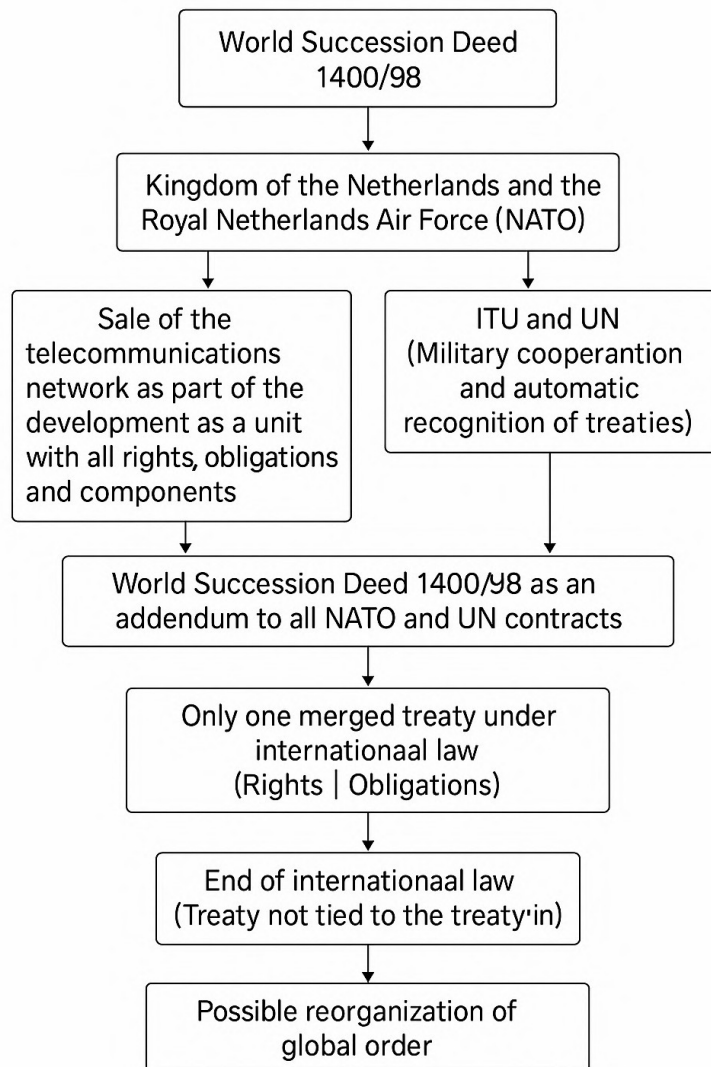 World Succession Deed
1400/98
Kingdom of the Netherlands and the
Royal Netherlands Air Force (NATO)
Sale of the
telecommunications
network as part of the
development as a unit
with all rights, obligations
and components
ITU and UN
(Military cooperantion
and automatic
recognition of treaties)
World Succession Deed 1400/98 as an
addendum to all NATO and UN contracts
Only one merged treaty under
internationaal law
(Rights | Obligations)
End of internationaal law
(Treaty not tied to the treaty'in)
Possible reorganization of
global order